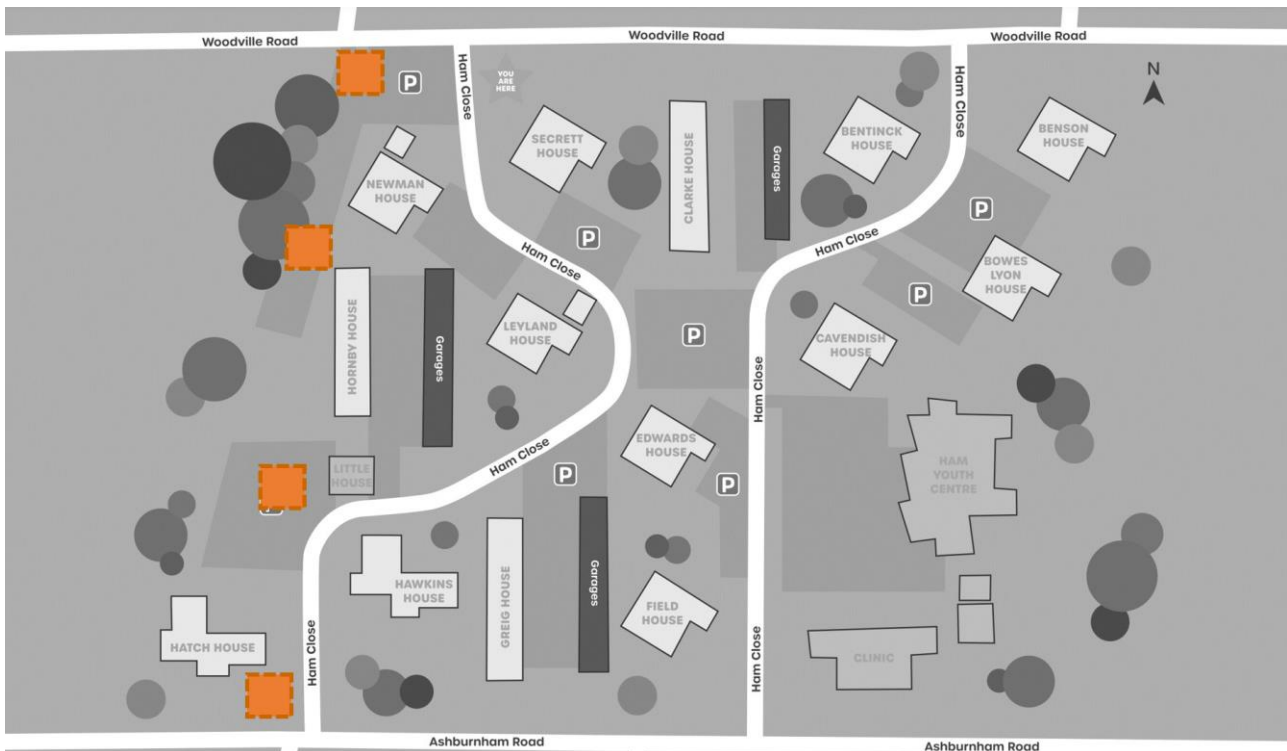 Woodville Road
Woodville Road
Woodville Road
Ham Close
YOU
ARE
HERE
Ham Close
N
P
SECRETT
HOUSE
CLARKE HOUSE
Garages
BENTINCK
HOUSE
BENSON
HOUSE
NEWMAN
HOUSE
P
P
Ham Close
Ham Close
BOWES
LYON
HOUSE
P
HORNBY HOUSE
Garages
LEYLAND
HOUSE
P
CAVENDISH
HOUSE
Ham Close
EDWARDS
HOUSE
Ham Close
P
P
LITTLE
HOUSE
HAM
YOUTH
CENTRE
HAWKINS
HOUSE
GREIG HOUSE
Garages
FIELD
HOUSE
HATCH HOUSE
Ham Close
Ham Close
CLINIC
Ashburnham Road
Ashburnham Road